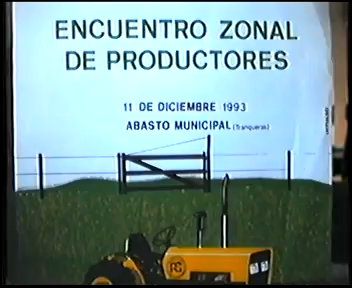 ENCUENTRO ZONAL
DE PRODUCTORES
11 DE DICIEMBRE 1993
ABASTO MUNICIPAL (Tranqueras)